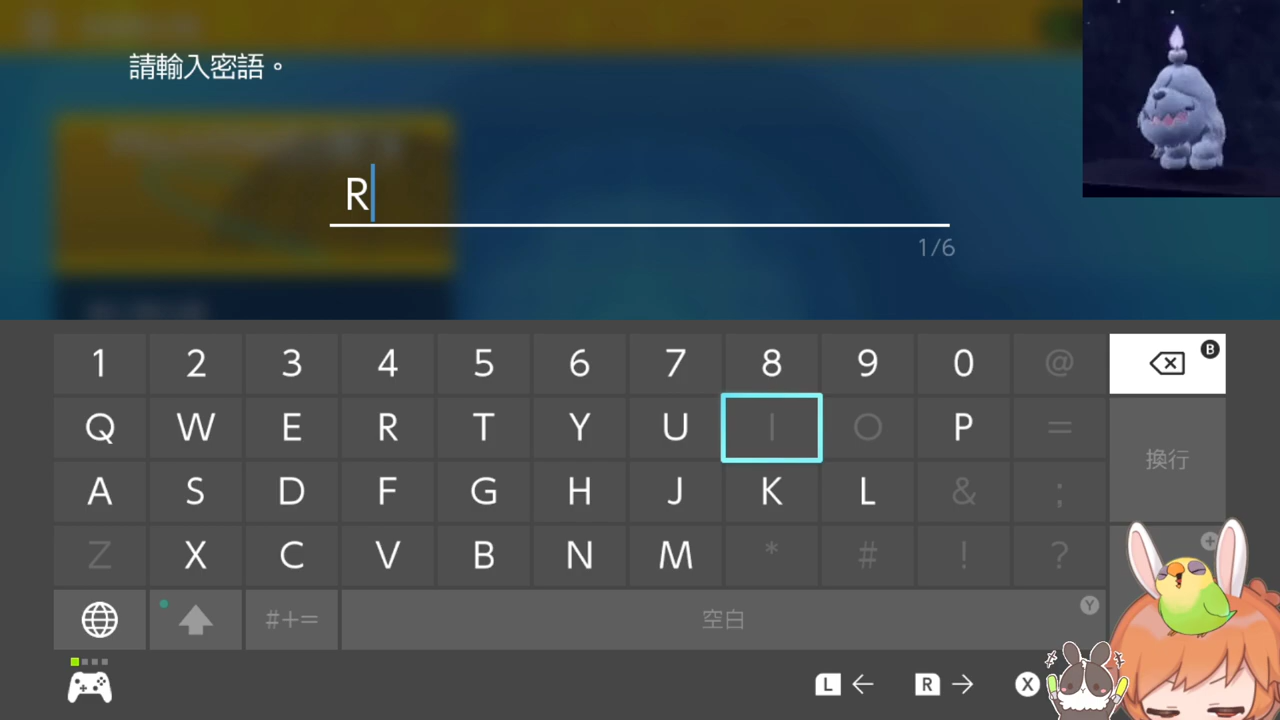 請輸入密語。
R
1/6
1 2 3 4 5 6 7 8 9 0 @ B
Q W E R T Y U I O P =
換行
A S D F G H J K L & ;
Z X C V B N M * # ! ? +
#+= 空白 Y
L ← R → X